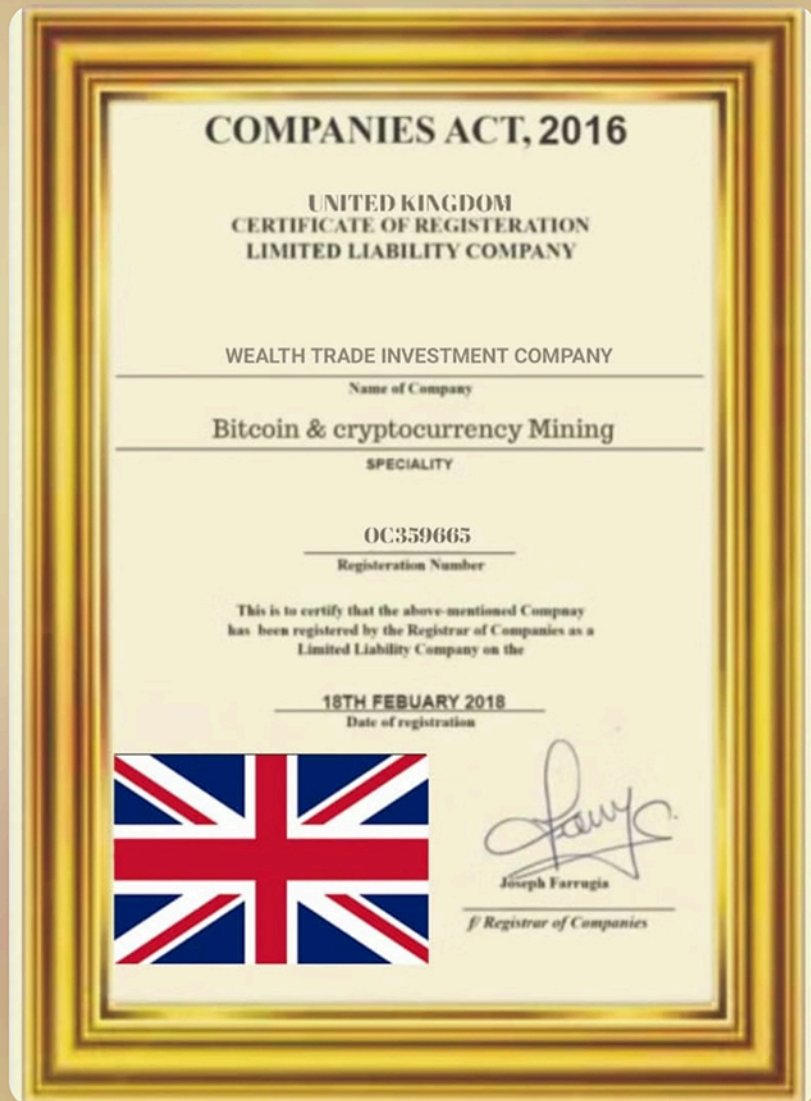 COMPANIES ACT, 2016
UNITED KINGDOM
CERTIFICATE OF REGISTERATION
LIMITED LIABILITY COMPANY
WEALTH TRADE INVESTMENT COMPANY
Name of Company
Bitcoin & cryptocurrency Mining
SPECIALITY
OC359665
Registeration Number
This is to certify that the above-mentioned Compnay
has been registered by the Registrar of Companies as a
Limited Liability Company on the
18TH FEBUARY 2018
Date of registration
Joseph Farrugia
f/ Registrar of Companies